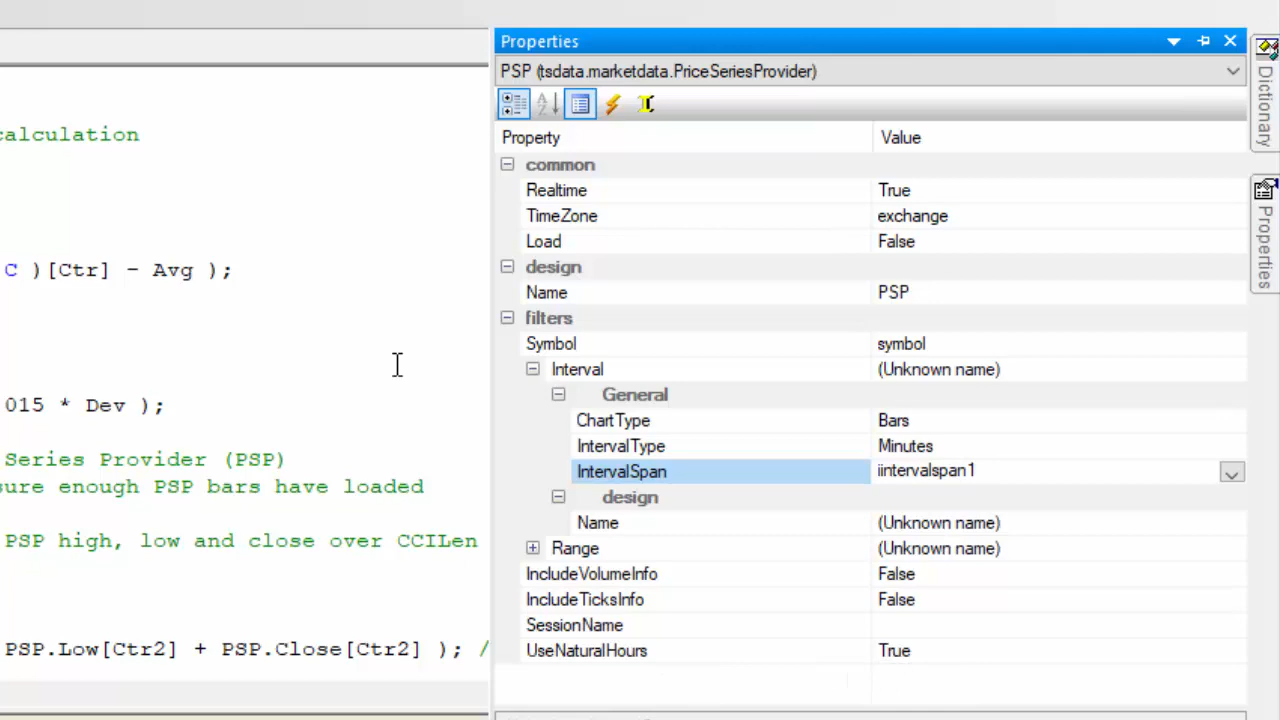 Properties
PSP (tsdata.marketdata.PriceSeriesProvider)
Property Value
common
Realtime True
TimeZone exchange
Load False
design
Name PSP
filters
Symbol symbol
Interval (Unknown name)
General
ChartType Bars
IntervalType Minutes
IntervalSpan iintervalspan1
design
Name (Unknown name)
Range (Unknown name)
IncludeVolumeInfo False
IncludeTicksInfo False
SessionName
UseNaturalHours True
calculation
C )[Ctr] - Avg );
015 * Dev );
Series Provider (PSP)
sure enough PSP bars have loaded
PSP high, low and close over CCILen
PSP.Low[Ctr2] + PSP.Close[Ctr2] ); /
Dictionary
Properties